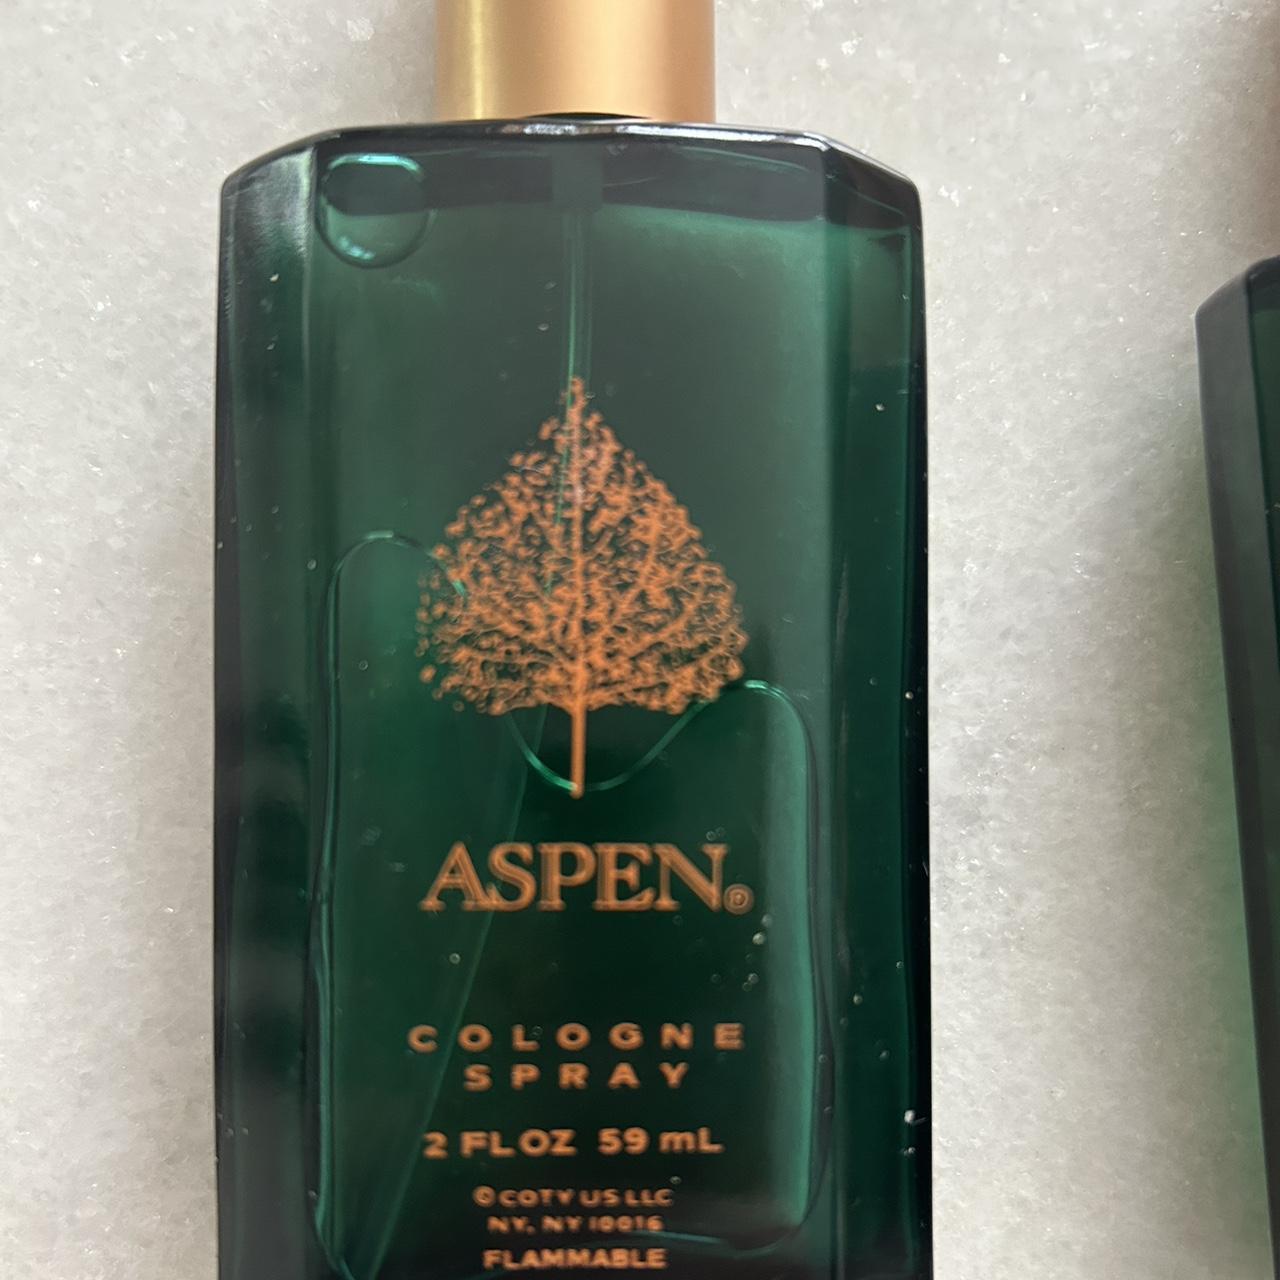 ASPEN®
COLOGNE
SPRAY
2 FL OZ 59 mL
©COTY US LLC
NY, NY 10016
FLAMMABLE